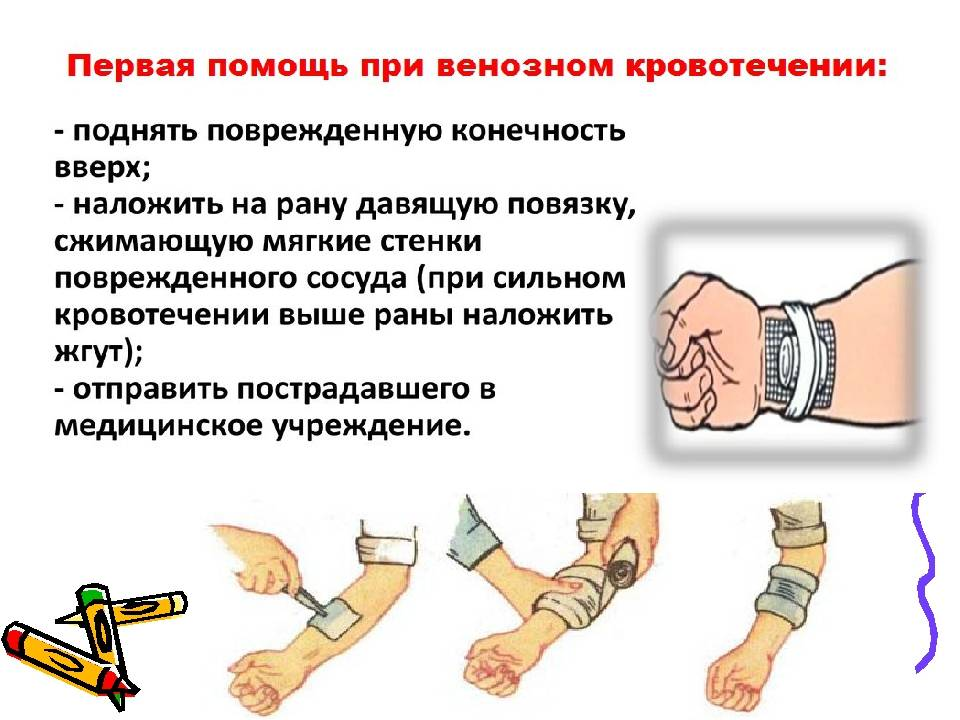 Первая помощь при венозном кровотечении:
- поднять поврежденную конечность
вверх;
- наложить на рану давящую повязку,
сжимающую мягкие стенки
поврежденного сосуда (при сильном
кровотечении выше раны наложить
жгут);
- отправить пострадавшего в
медицинское учреждение.